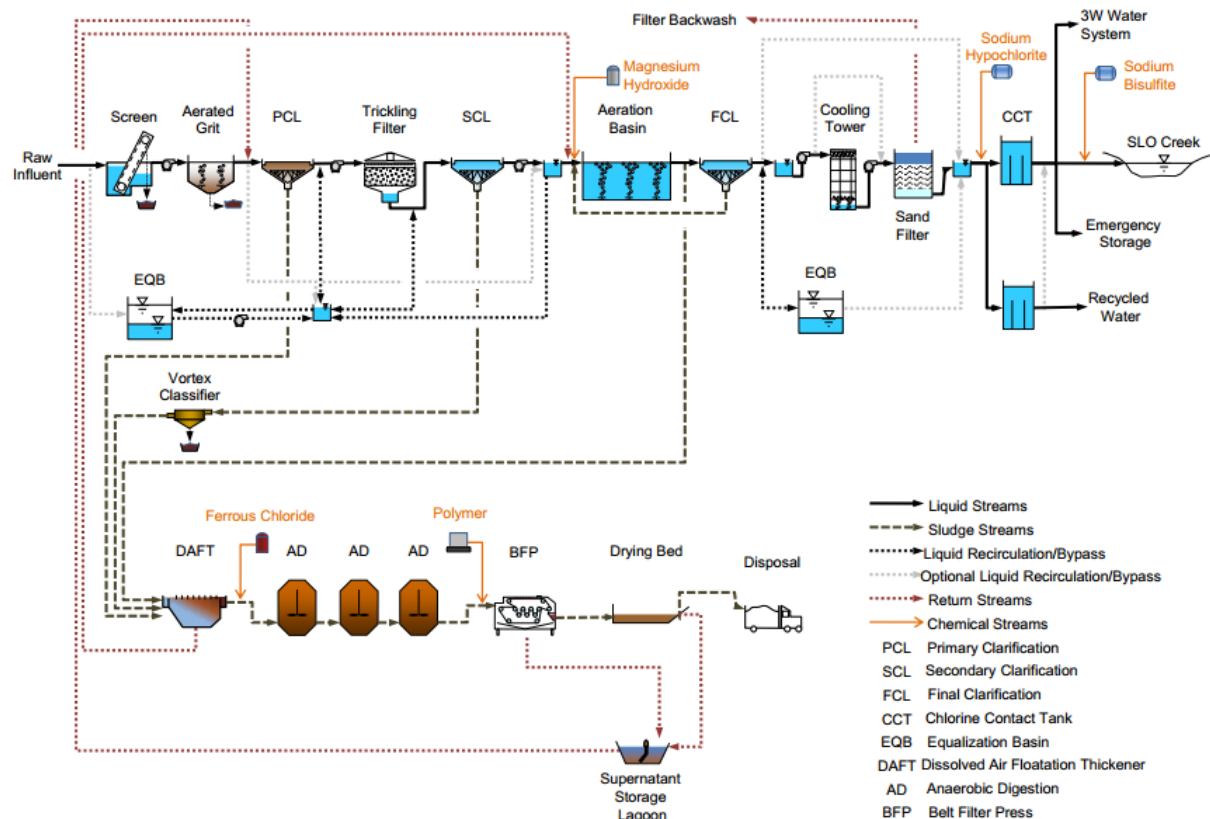 Filter Backwash
3W Water
System
Sodium
Hypochlorite
Sodium
Bisulfite
Magnesium
Hydroxide
Screen
Aerated
Grit
PCL
Trickling
Filter
SCL
Aeration
Basin
FCL
Cooling
Tower
CCT
SLO Creek
Raw
Influent
Sand
Filter
Emergency
Storage
EQB
EQB
Recycled
Water
Vortex
Classifier
Ferrous Chloride
Polymer
DAFT
AD
AD
AD
BFP
Drying Bed
Disposal
Supernatant
Storage
Lagoon
Liquid Streams
Sludge Streams
Liquid Recirculation/Bypass
Optional Liquid Recirculation/Bypass
Return Streams
Chemical Streams
PCL Primary Clarification
SCL Secondary Clarification
FCL Final Clarification
CCT Chlorine Contact Tank
EQB Equalization Basin
DAFT Dissolved Air Floatation Thickener
AD Anaerobic Digestion
BFP Belt Filter Press